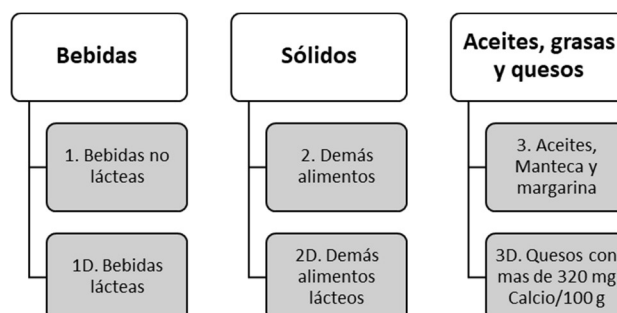 Bebidas
1. Bebidas no
lácteas
1D. Bebidas
lácteas
Sólidos
2. Demás
alimentos
2D. Demás
alimentos
lácteos
Aceites, grasas
y quesos
3. Aceites,
Manteca y
margarina
3D. Quesos con
mas de 320 mg
Calcio/100 g